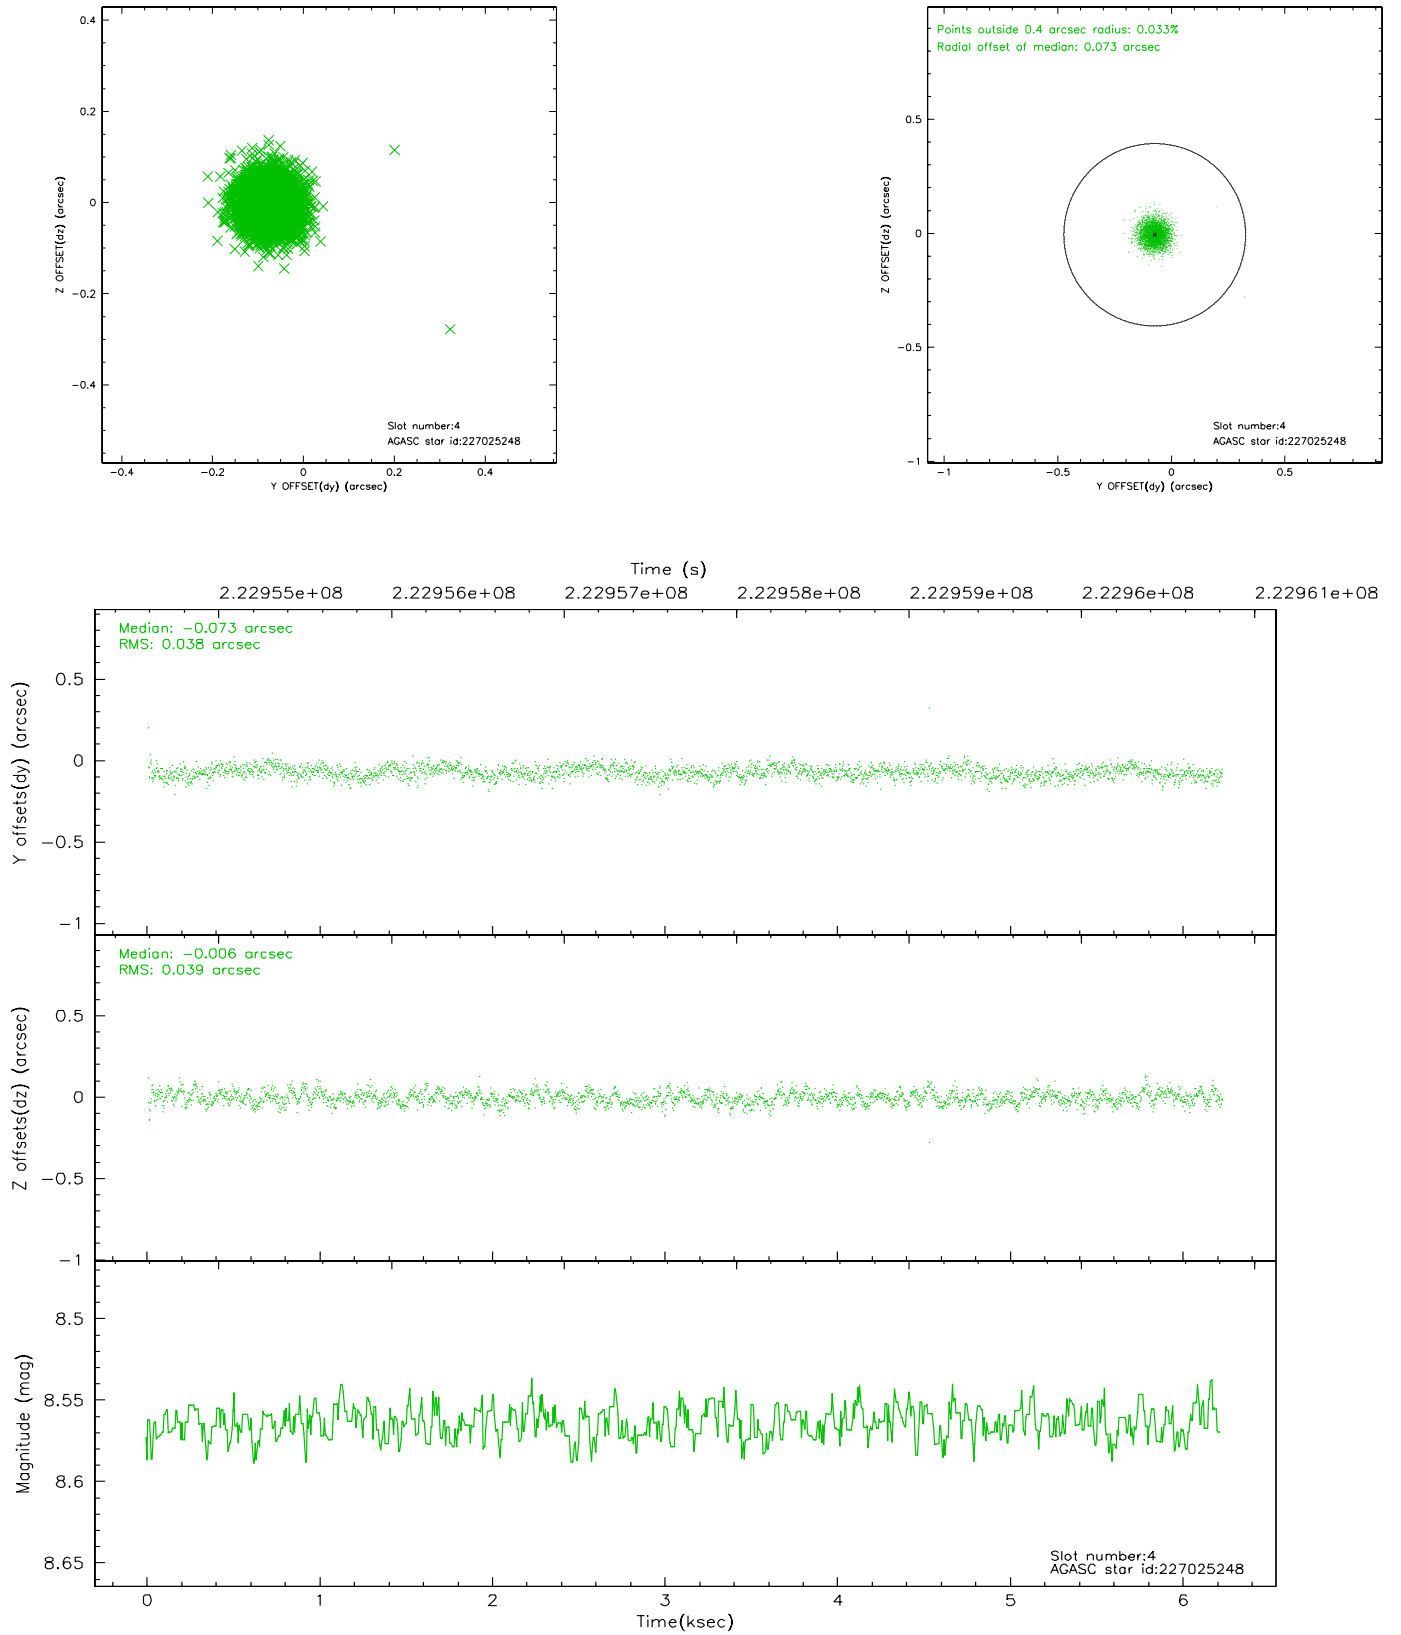 0.4
0.2
0
−0.2
−0.4
Z OFFSET(dz) (arcsec)
Slot number:4
AGASC star id:227025248
−0.4 −0.2 0 0.2 0.4
Y OFFSET(dy) (arcsec)
Points outside 0.4 arcsec radius: 0.033%
Radial offset of median: 0.073 arcsec
0.5
0
−0.5
−1
Z OFFSET(dz) (arcsec)
Slot number:4
AGASC star id:227025248
−1 −0.5 0 0.5
Y OFFSET(dy) (arcsec)
Time (s)
2.22955e+08 2.22956e+08 2.22957e+08 2.22958e+08 2.22959e+08 2.2296e+08 2.22961e+08
Median: −0.073 arcsec
RMS: 0.038 arcsec
0.5
0
−0.5
−1
Y offsets(dy) (arcsec)
Median: −0.006 arcsec
RMS: 0.039 arcsec
0.5
0
−0.5
−1
Z offsets(dz) (arcsec)
8.5
8.55
8.6
8.65
Magnitude (mag)
Slot number:4
AGASC star id:227025248
0 1 2 3 4 5 6
Time(ksec)